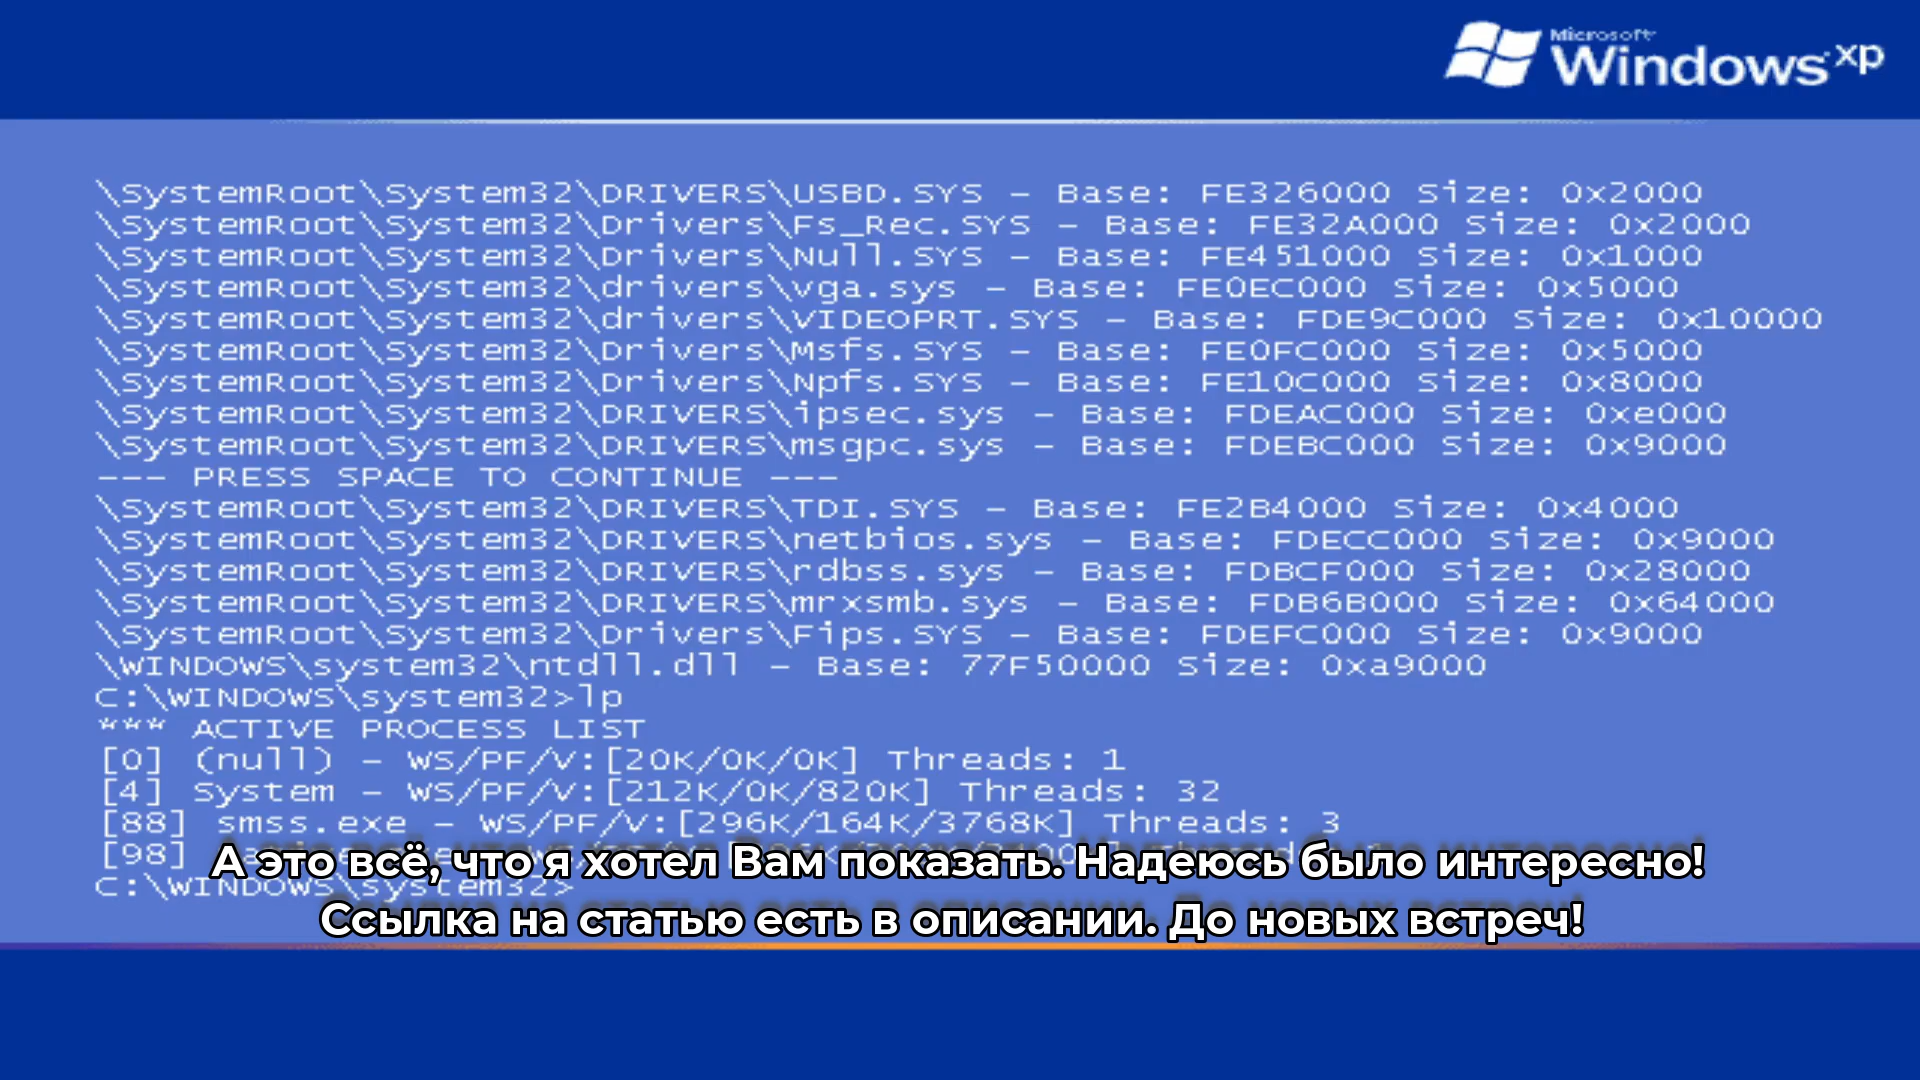 Microsoft
Windows xp
\SystemRoot\System32\DRIVERS\USBD.SYS - Base: FE326000 Size: 0x2000
\SystemRoot\System32\Drivers\Fs_Rec.SYS - Base: FE32A000 Size: 0x2000
\SystemRoot\System32\Drivers\Null.SYS - Base: FE451000 Size: 0x1000
\SystemRoot\System32\drivers\vga.sys - Base: FE0EC000 Size: 0x5000
\SystemRoot\System32\drivers\VIDEOPRT.SYS - Base: FDE9C000 Size: 0x10000
\SystemRoot\System32\Drivers\Msfs.SYS - Base: FE0FC000 Size: 0x5000
\SystemRoot\System32\Drivers\Npfs.SYS - Base: FE10C000 Size: 0x8000
\SystemRoot\System32\DRIVERS\ipsec.sys - Base: FDEAC000 Size: 0xe000
\SystemRoot\System32\DRIVERS\msgpc.sys - Base: FDEBC000 Size: 0x9000
--- PRESS SPACE TO CONTINUE ---
\SystemRoot\System32\DRIVERS\TDI.SYS - Base: FE2B4000 Size: 0x4000
\SystemRoot\System32\DRIVERS\netbios.sys - Base: FDECC000 Size: 0x9000
\SystemRoot\System32\DRIVERS\rdbss.sys - Base: FDBCF000 Size: 0x28000
\SystemRoot\System32\DRIVERS\mrxsmb.sys - Base: FDB6B000 Size: 0x64000
\SystemRoot\System32\Drivers\Fips.SYS - Base: FDEFC000 Size: 0x9000
\WINDOWS\system32\ntdll.dll - Base: 77F50000 Size: 0xa9000
C:\WINDOWS\system32>lp
*** ACTIVE PROCESS LIST
[0] (null) - WS/PF/V:[20K/0K/0K] Threads: 1
[4] System - WS/PF/V:[212K/0K/820K] Threads: 32
[88] smss.exe - WS/PF/V:[296K/164K/3768K] Threads: 3
[98]
А это всё, что я хотел Вам показать. Надеюсь было интересно!
C:\WINDOWS\system32>
Ссылка на статью есть в описании. До новых встреч!